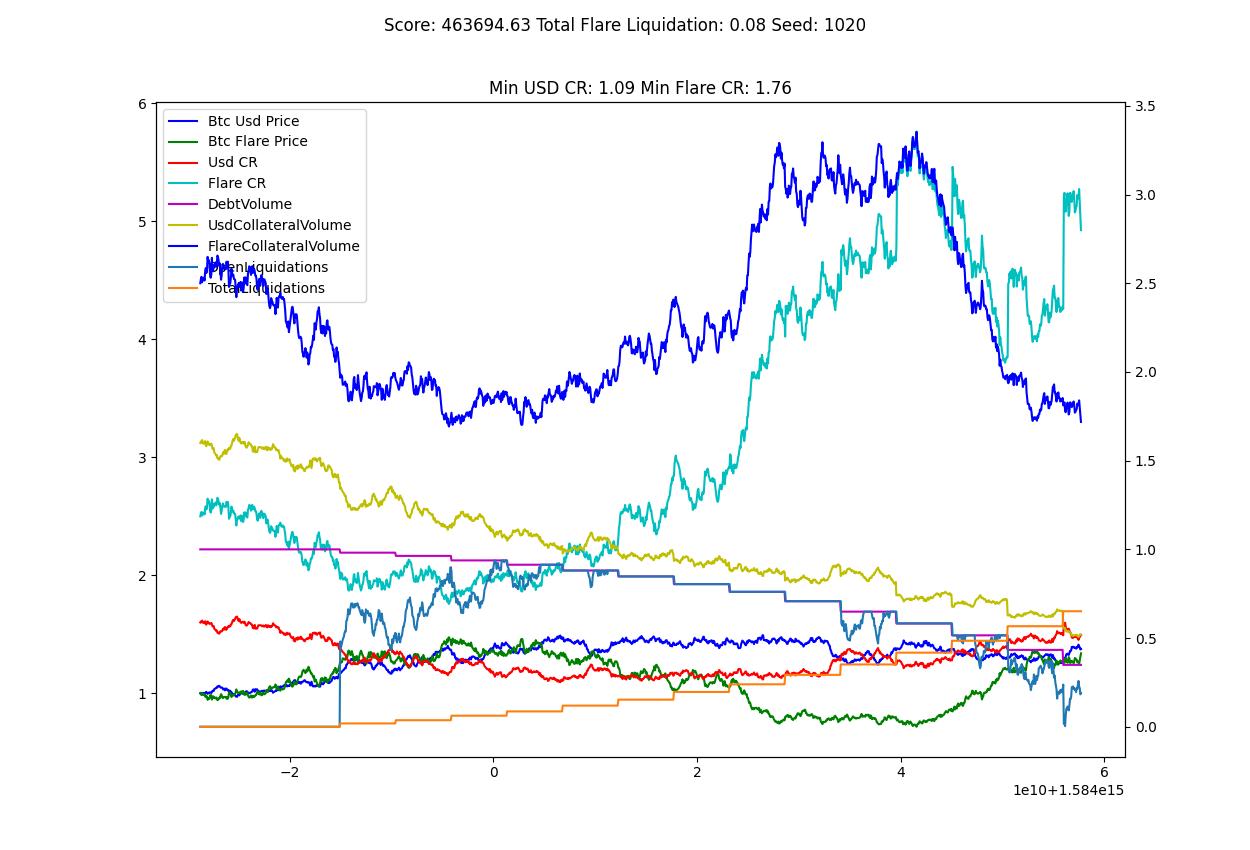 Score: 463694.63 Total Flare Liquidation: 0.08 Seed: 1020
Min USD CR: 1.09 Min Flare CR: 1.76
Btc Usd Price
Btc Flare Price
Usd CR
Flare CR
DebtVolume
UsdCollateralVolume
FlareCollateralVolume
OpenLiquidations
TotalLiquidations
6
5
4
3
2
1
3.5
3.0
2.5
2.0
1.5
1.0
0.5
0.0
−2
0
2
4
6
1e10+1.584e15